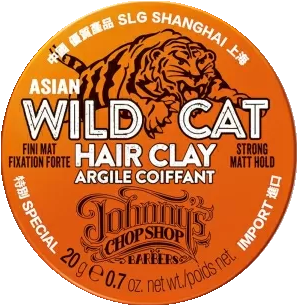 中國 優質產品 SLG SHANGHAI 上海
ASIAN
WILD CAT
FINI MAT
FIXATION FORTE
HAIR CLAY
ARGILE COIFFANT
STRONG
MATT HOLD
特別 SPECIAL
IMPORT 進口
Johnny's
CHOP SHOP
BARBERS
20 g ℮ 0.7 oz. net wt./poids net